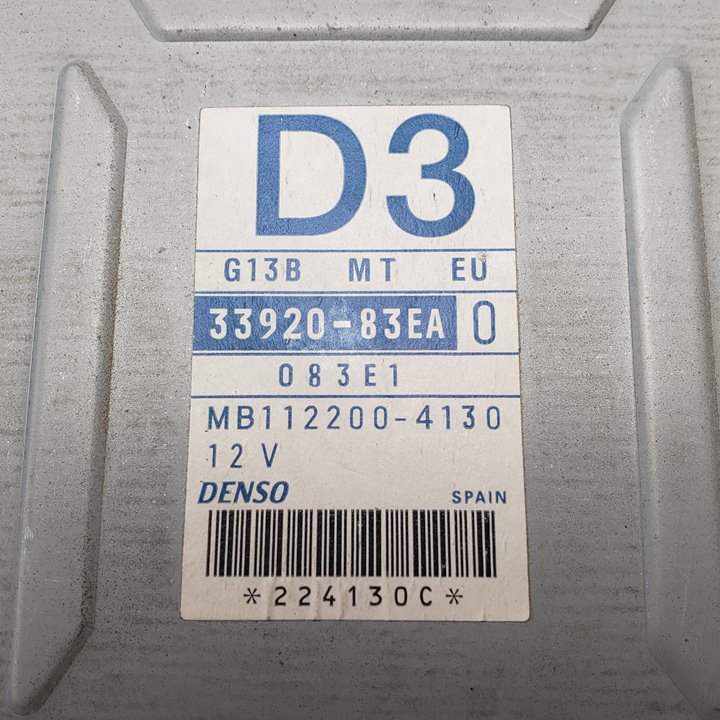 D3
G13B MT EU
33920-83EA 0
083E1
MB112200-4130
12V
DENSO SPAIN
*224130C*